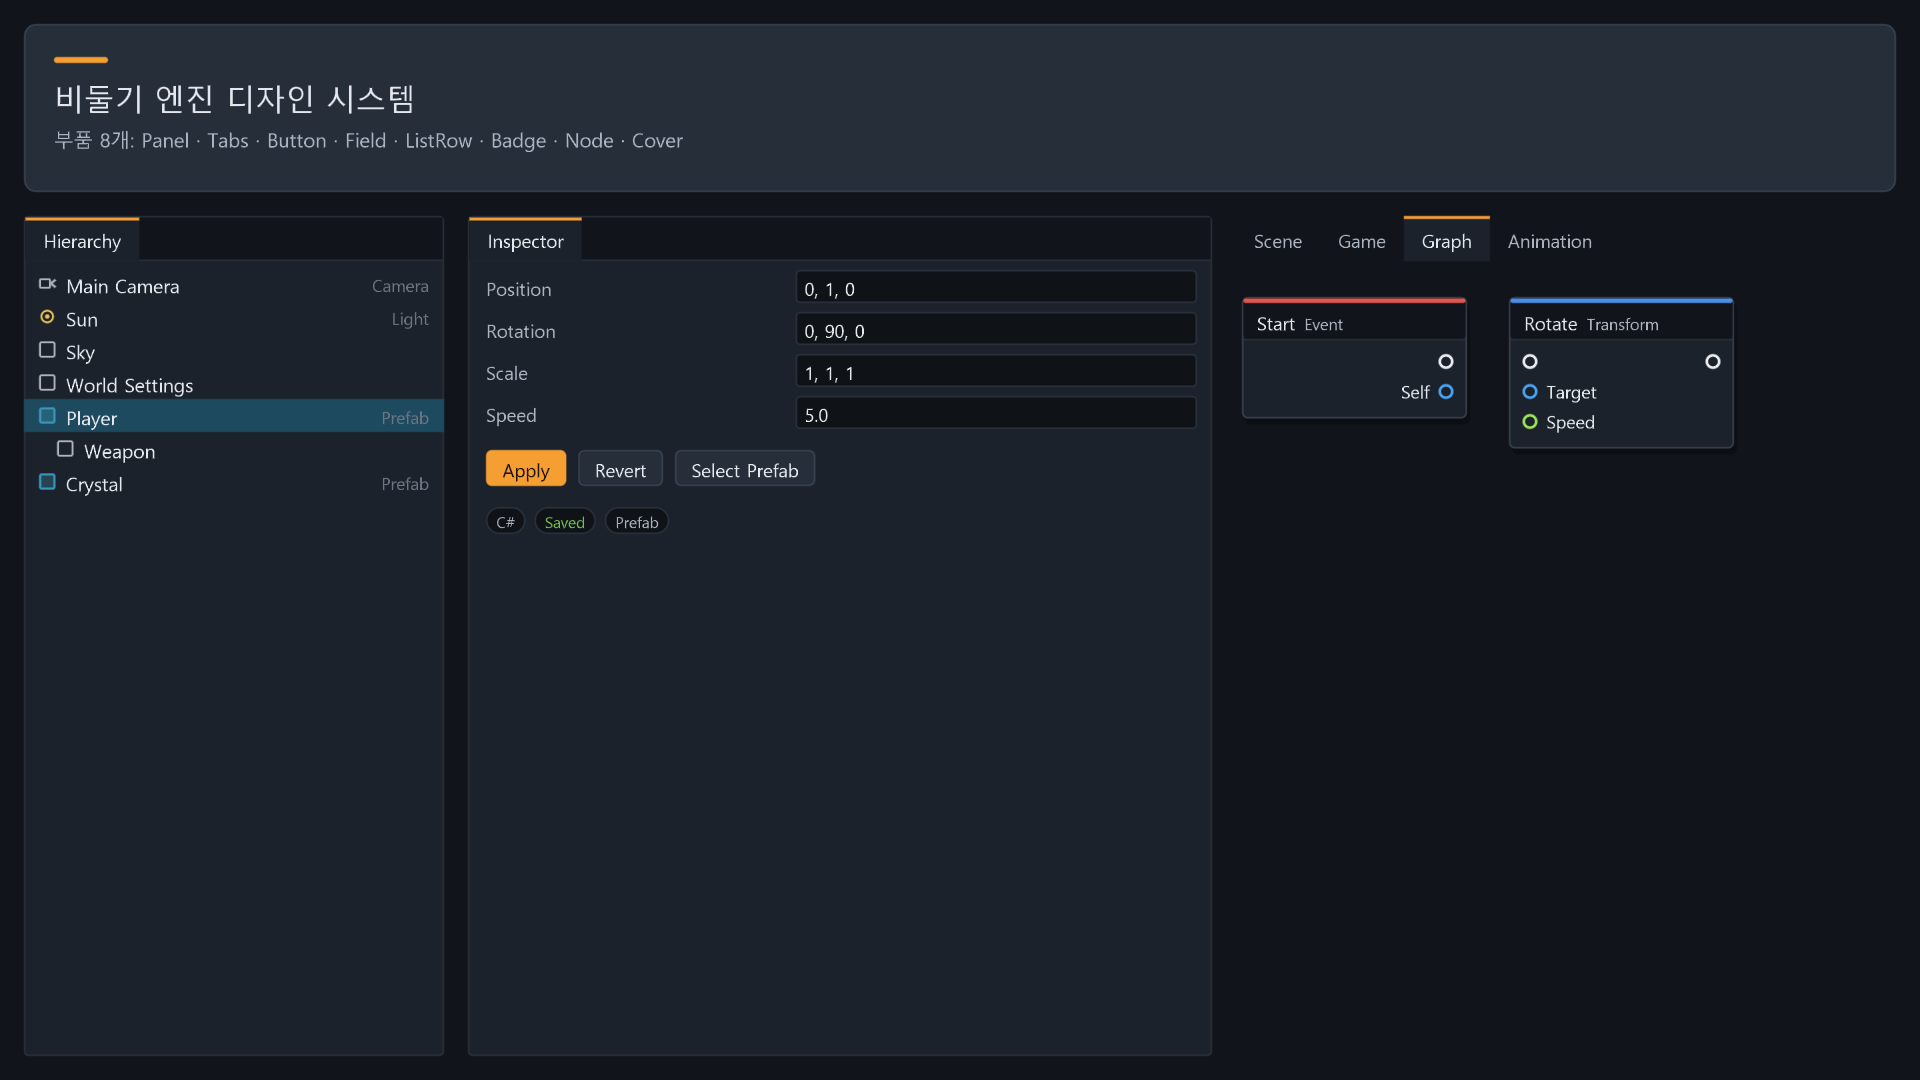 비둘기 엔진 디자인 시스템
부품 8개: Panel · Tabs · Button · Field · ListRow · Badge · Node · Cover
Hierarchy
Main Camera Camera
Sun Light
Sky
World Settings
Player Prefab
Weapon
Crystal Prefab
Inspector
Position 0, 1, 0
Rotation 0, 90, 0
Scale 1, 1, 1
Speed 5.0
Apply Revert Select Prefab
C# Saved Prefab
Scene Game Graph Animation
Start Event
Self
Rotate Transform
Target
Speed